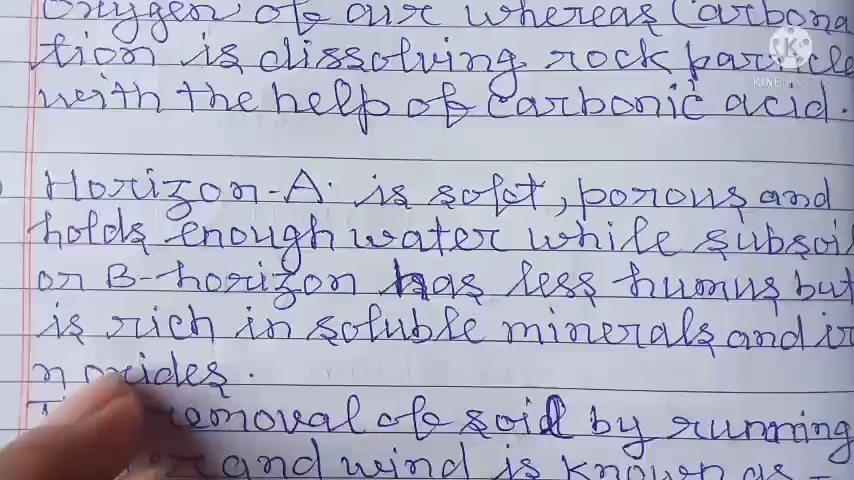 Oxygen of air whereas Carbona
tion is dissolving rock particle
with the help of Carbonic acid.
Horizon-A. is soft, porous and
holds enough water while subsoil
or B-horizon has less humus but
is rich in soluble minerals and ir
n oxides.
removal of soil by running
and wind is known as -